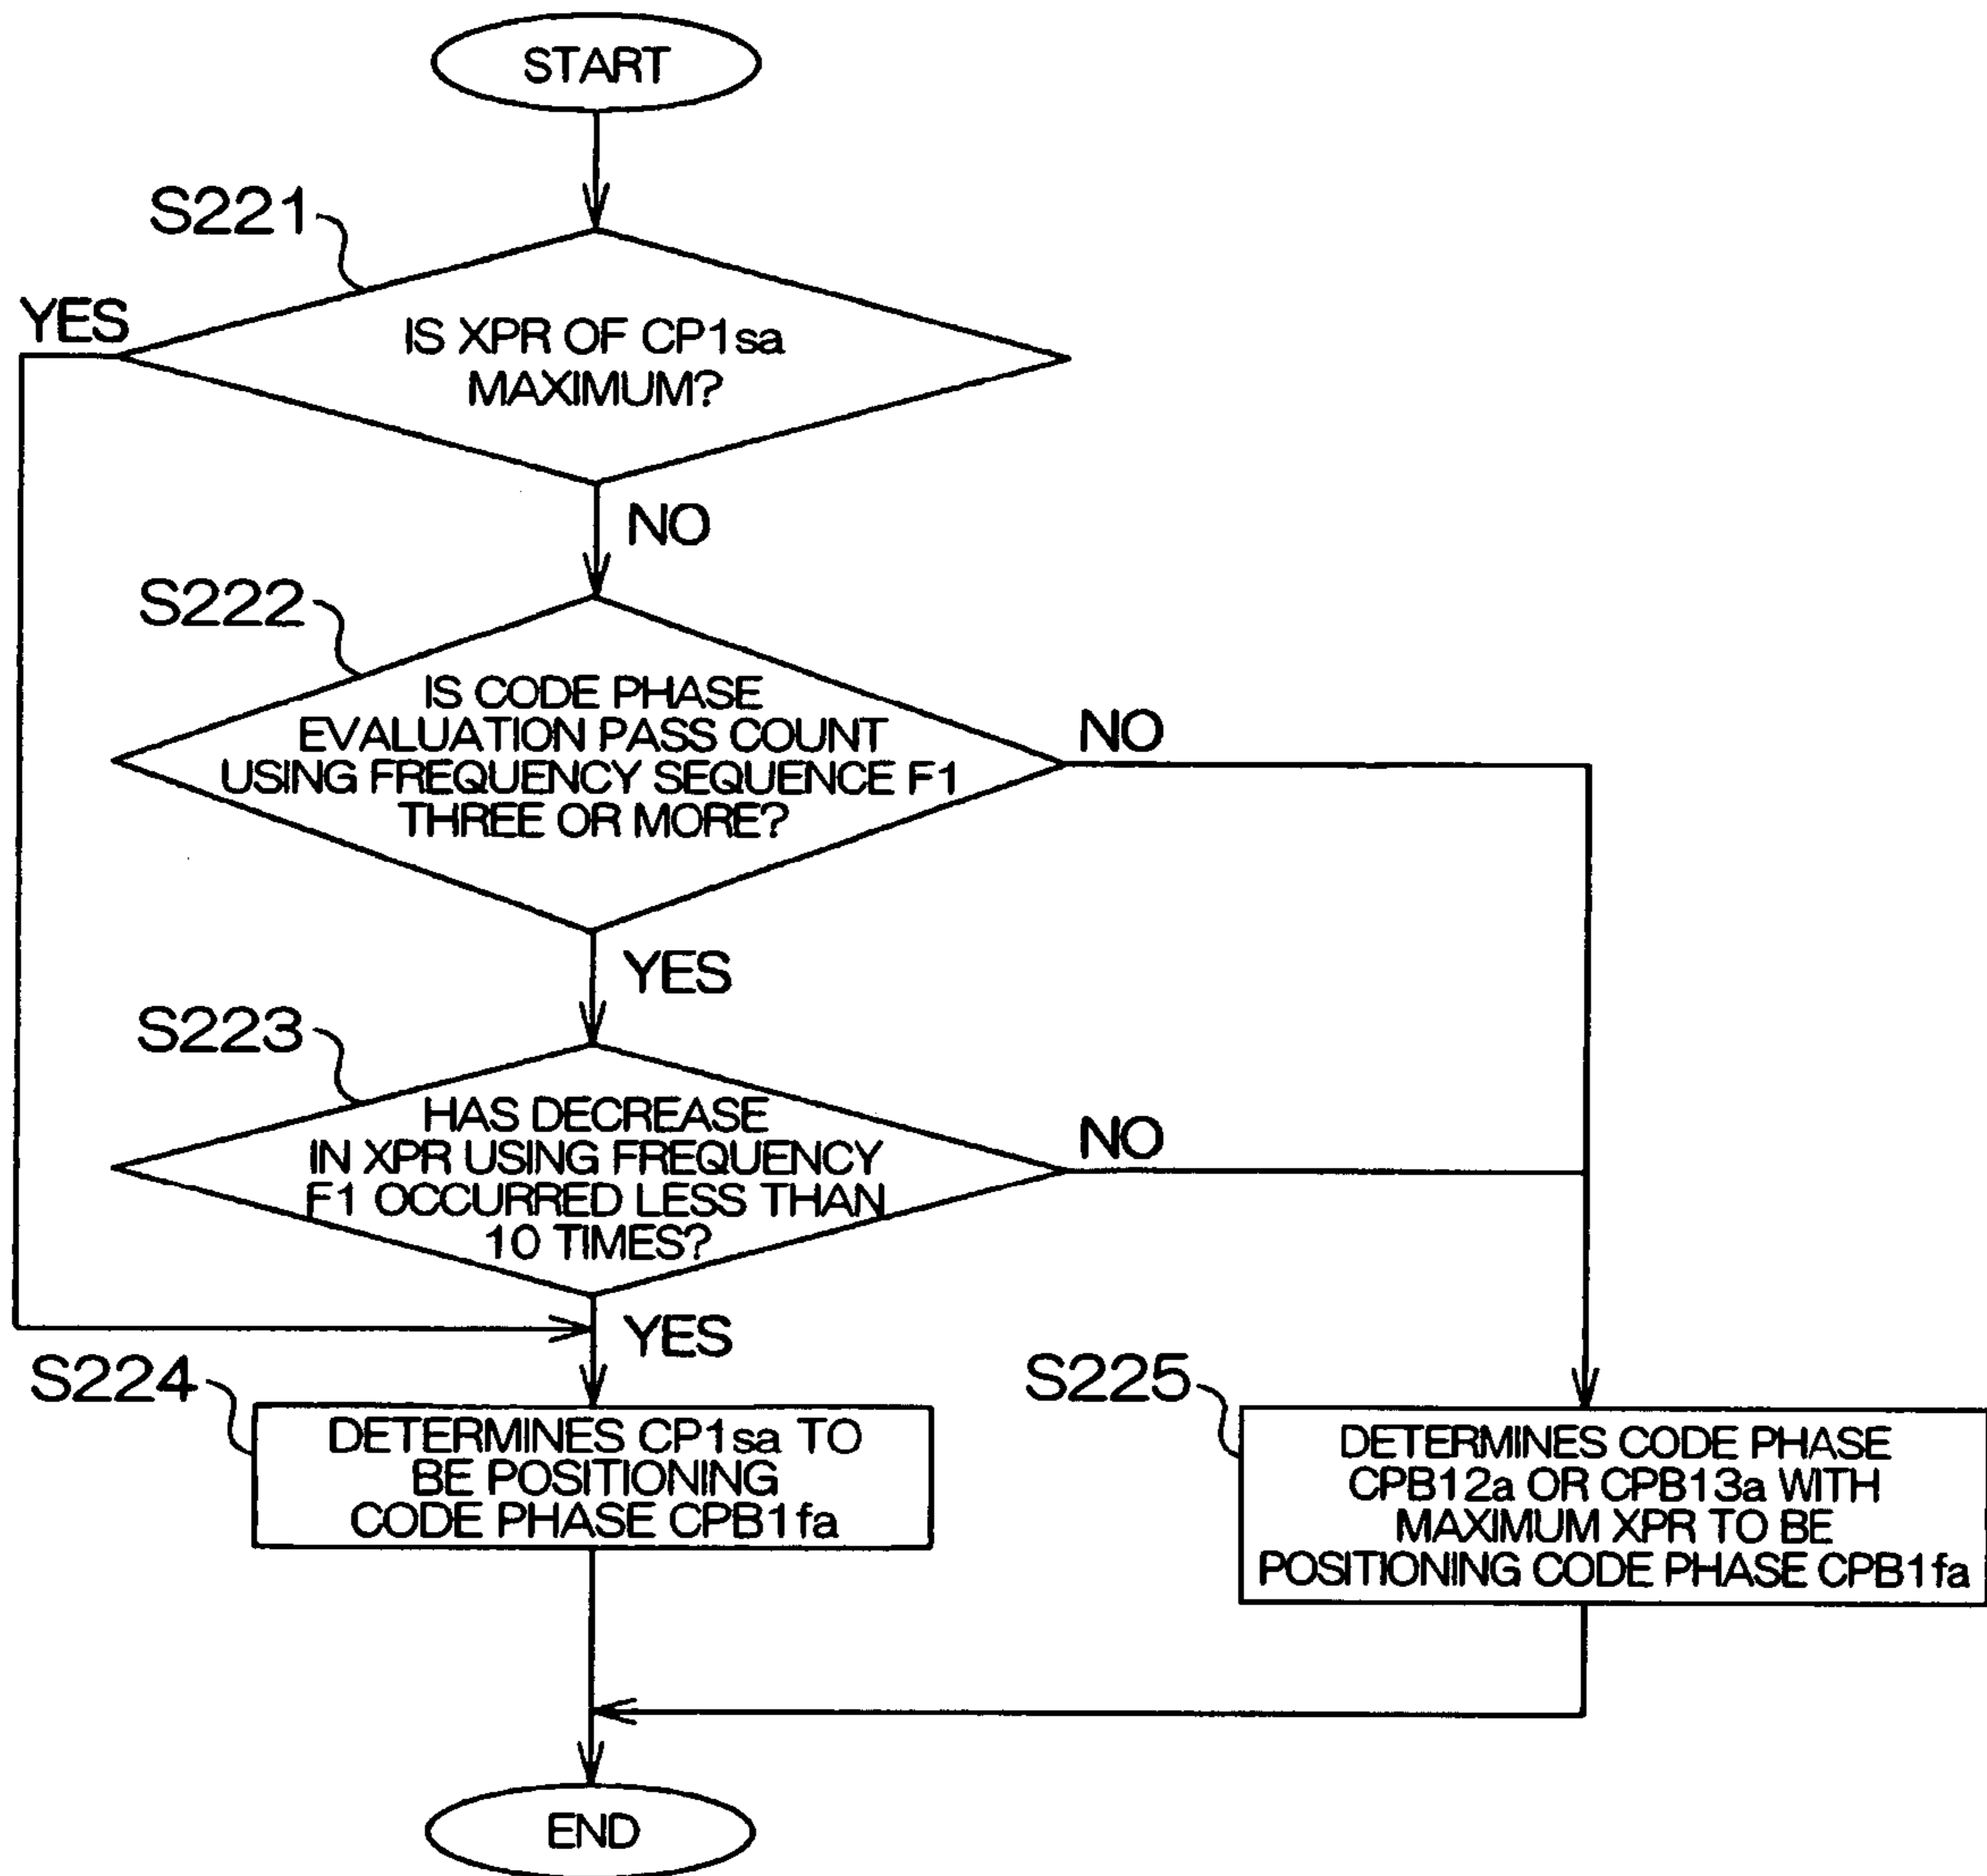 START
S221
YES
IS XPR OF CP1sa
MAXIMUM?
NO
S222
IS CODE PHASE
EVALUATION PASS COUNT
USING FREQUENCY SEQUENCE F1
THREE OR MORE?
NO
YES
S223
HAS DECREASE
IN XPR USING FREQUENCY
F1 OCCURRED LESS THAN
10 TIMES?
NO
YES
S224
DETERMINES CP1sa TO
BE POSITIONING
CODE PHASE CPB1fa
S225
DETERMINES CODE PHASE
CPB12a OR CPB13a WITH
MAXIMUM XPR TO BE
POSITIONING CODE PHASE CPB1fa
END